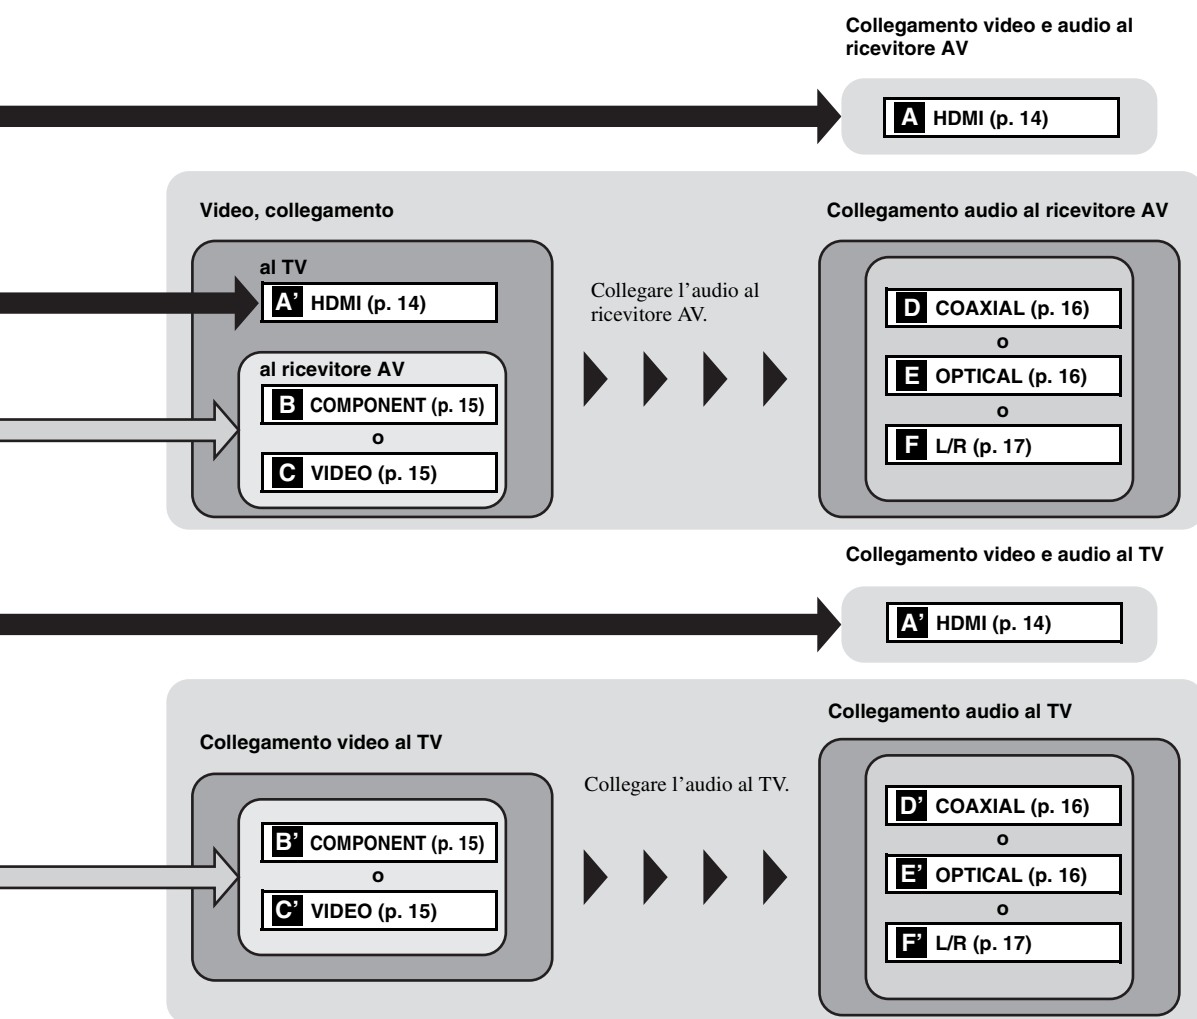 Collegamento video e audio al
ricevitore AV
A HDMI (p. 14)
Video, collegamento
al TV
A’ HDMI (p. 14)
al ricevitore AV
B COMPONENT (p. 15)
o
C VIDEO (p. 15)
Collegare l’audio al
ricevitore AV.
Collegamento audio al ricevitore AV
D COAXIAL (p. 16)
o
E OPTICAL (p. 16)
o
F L/R (p. 17)
Collegamento video e audio al TV
A’ HDMI (p. 14)
Collegamento video al TV
B’ COMPONENT (p. 15)
o
C’ VIDEO (p. 15)
Collegare l’audio al TV.
Collegamento audio al TV
D’ COAXIAL (p. 16)
o
E’ OPTICAL (p. 16)
o
F’ L/R (p. 17)